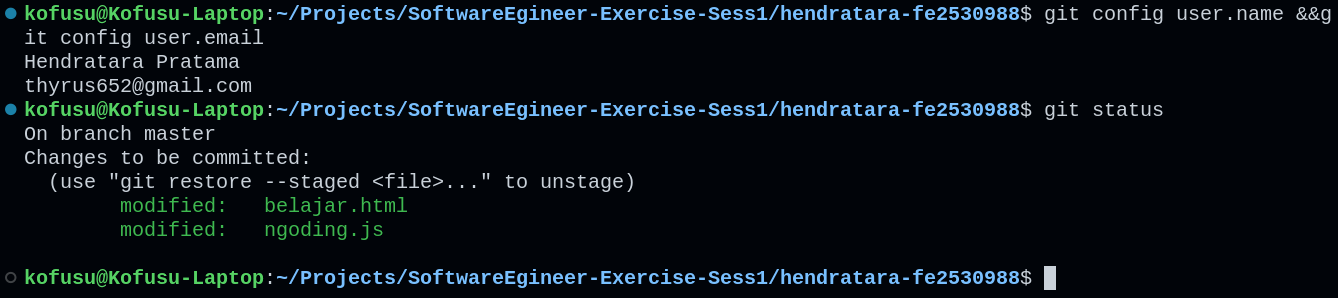 kofusu@Kofusu-Laptop:~/Projects/SoftwareEgineer-Exercise-Sess1/hendratara-fe2530988$ git config user.name &&g
it config user.email
Hendratara Pratama
thyrus652@gmail.com
kofusu@Kofusu-Laptop:~/Projects/SoftwareEgineer-Exercise-Sess1/hendratara-fe2530988$ git status
On branch master
Changes to be committed:
  (use "git restore --staged <file>..." to unstage)
        modified:   belajar.html
        modified:   ngoding.js
kofusu@Kofusu-Laptop:~/Projects/SoftwareEgineer-Exercise-Sess1/hendratara-fe2530988$